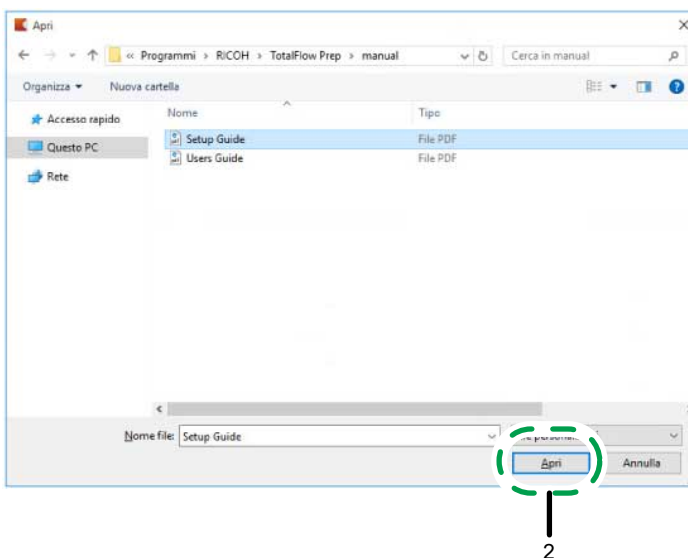 Apri
« Programmi › RICOH › TotalFlow Prep › manual
Cerca in manual
Organizza
Nuova cartella
Nome
Tipo
Accesso rapido
Questo PC
Rete
Setup Guide
File PDF
Users Guide
File PDF
Nome file:
Setup Guide
Apri
Annulla
2